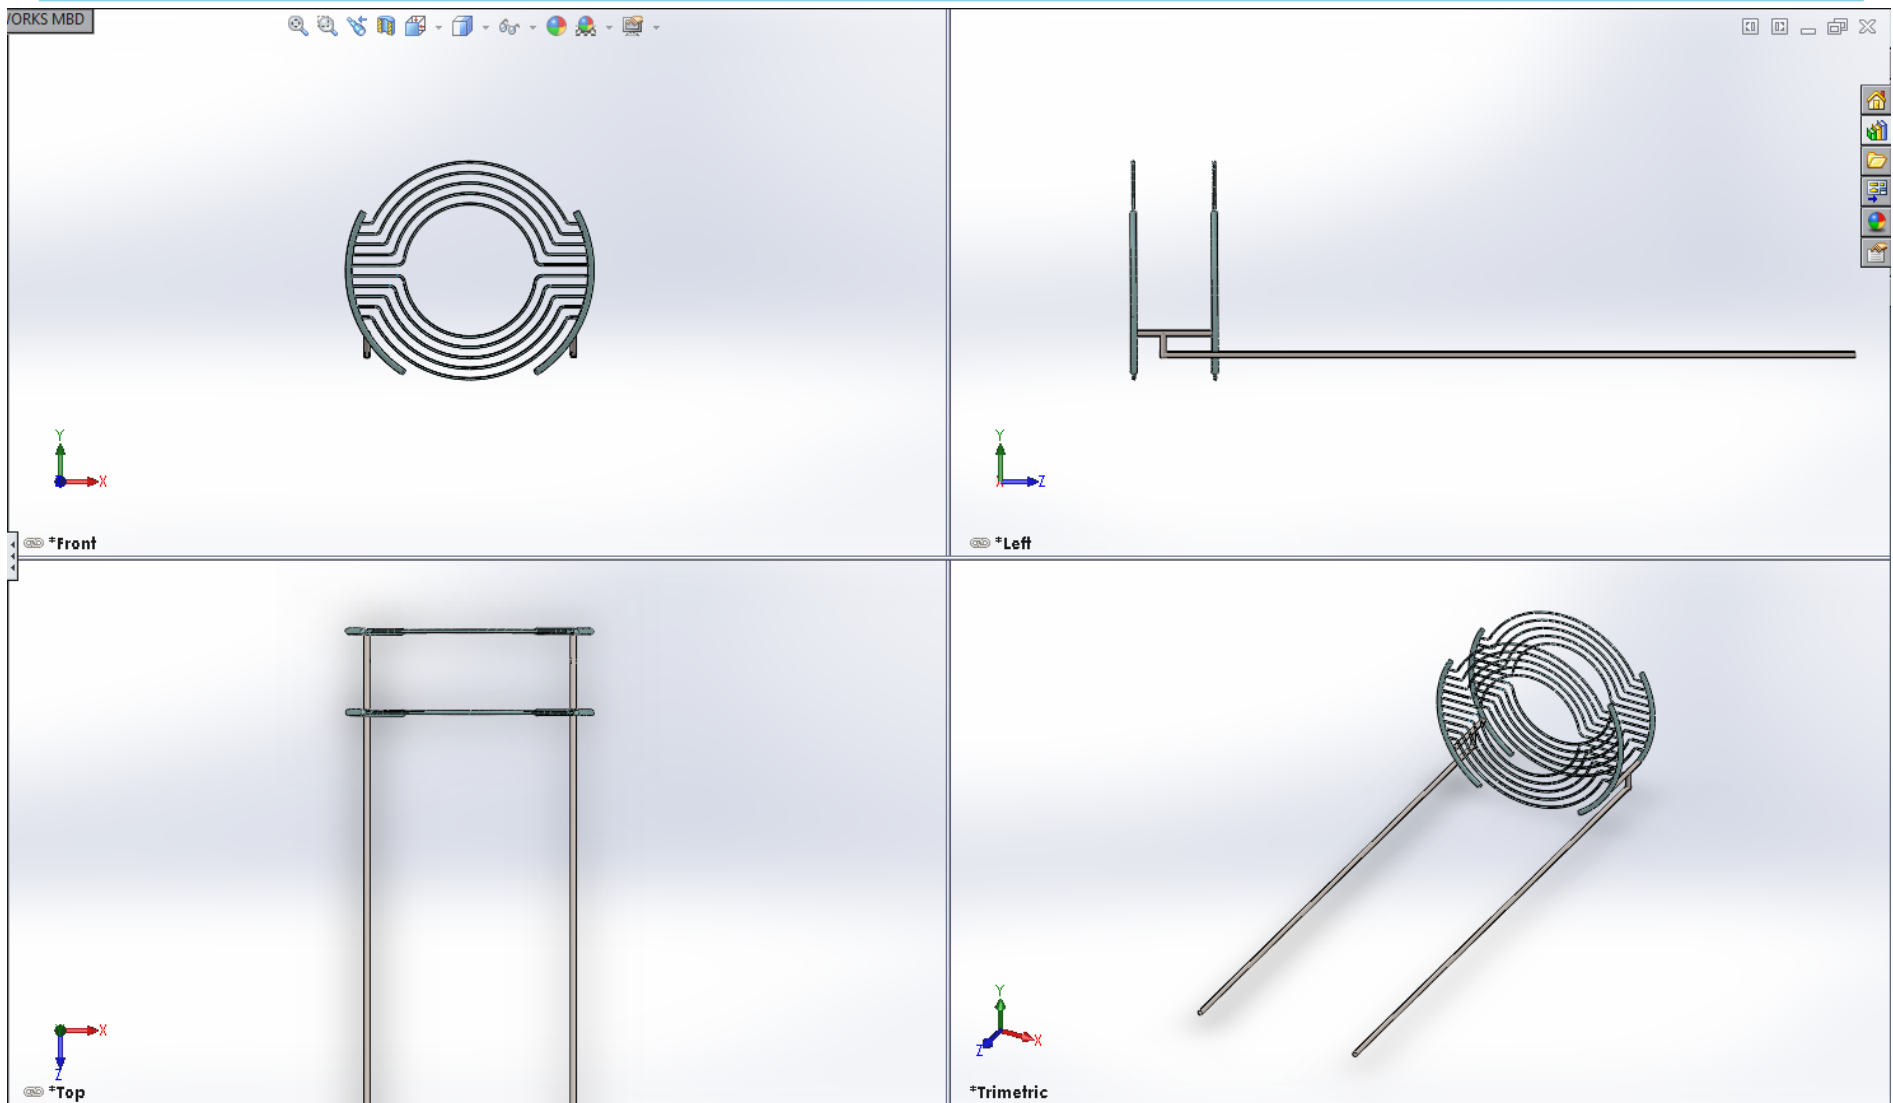 ORKS MBD
Y
X
*Front
Y
X
Z
*Left
X
Z
*Top
Y
X
Z
*Trimetric